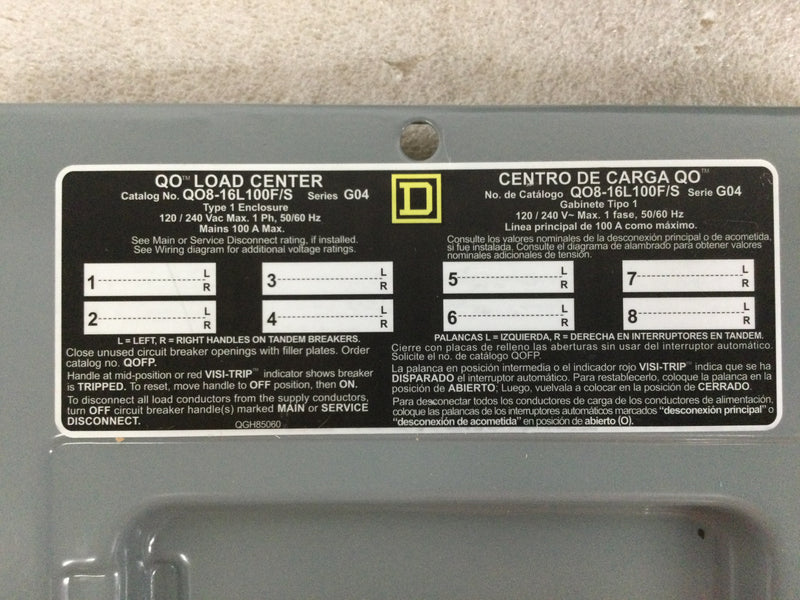 QO™ LOAD CENTER
Catalog No. QO8-16L100F/S Series G04
Type 1 Enclosure
120 / 240 Vac Max. 1 Ph, 50/60 Hz
Mains 100 A Max.
See Main or Service Disconnect rating, if installed.
See Wiring diagram for additional voltage ratings.
1 L
R
3 L
R
2 L
R
4 L
R
L = LEFT, R = RIGHT HANDLES ON TANDEM BREAKERS.
Close unused circuit breaker openings with filler plates. Order
catalog no. QOFP.
Handle at mid-position or red VISI-TRIP™ indicator shows breaker
is TRIPPED. To reset, move handle to OFF position, then ON.
To disconnect all load conductors from the supply conductors,
turn OFF circuit breaker handle(s) marked MAIN or SERVICE
DISCONNECT.
QGH85060
D
CENTRO DE CARGA QO™
No. de Catálogo QO8-16L100F/S Serie G04
Gabinete Tipo 1
120 / 240 V~ Max. 1 fase, 50/60 Hz
Línea principal de 100 A como máximo.
Consulte los valores nominales de la desconexión principal o de acometida,
si fue instalada. Consulte el diagrama de alambrado para obtener valores
nominales adicionales de tensión.
5 L
R
7 L
R
6 L
R
8 L
R
PALANCAS L = IZQUIERDA, R = DERECHA EN INTERRUPTORES EN TANDEM.
Cierre con placas de relleno las aberturas sin usar del interruptor automático.
Solicite el no. de catálogo QOFP.
La palanca en posición intermedia o el indicador rojo VISI-TRIP™ indica que se ha
DISPARADO el interruptor automático. Para restablecerlo, coloque la palanca en la
posición de ABIERTO; Luego, vuelvala a colocar en la posición de CERRADO.
Para desconectar todos los conductores de carga de los conductores de alimentación,
coloque las palancas de los interruptores automáticos marcados "desconexión principal" o
"desconexión de acometida" en posición de abierto (O).